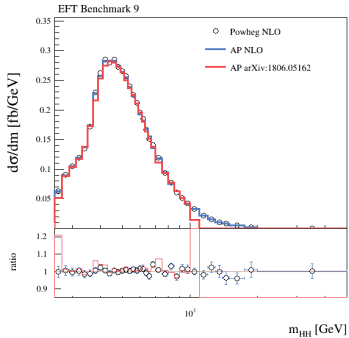 EFT Benchmark 9
dσ/dm [fb/GeV]
0.35
0.3
0.25
0.2
0.15
0.1
0.05
Powheg NLO
AP NLO
AP arXiv:1806.05162
ratio
1.2
1.1
1
0.9
10³
m_HH [GeV]